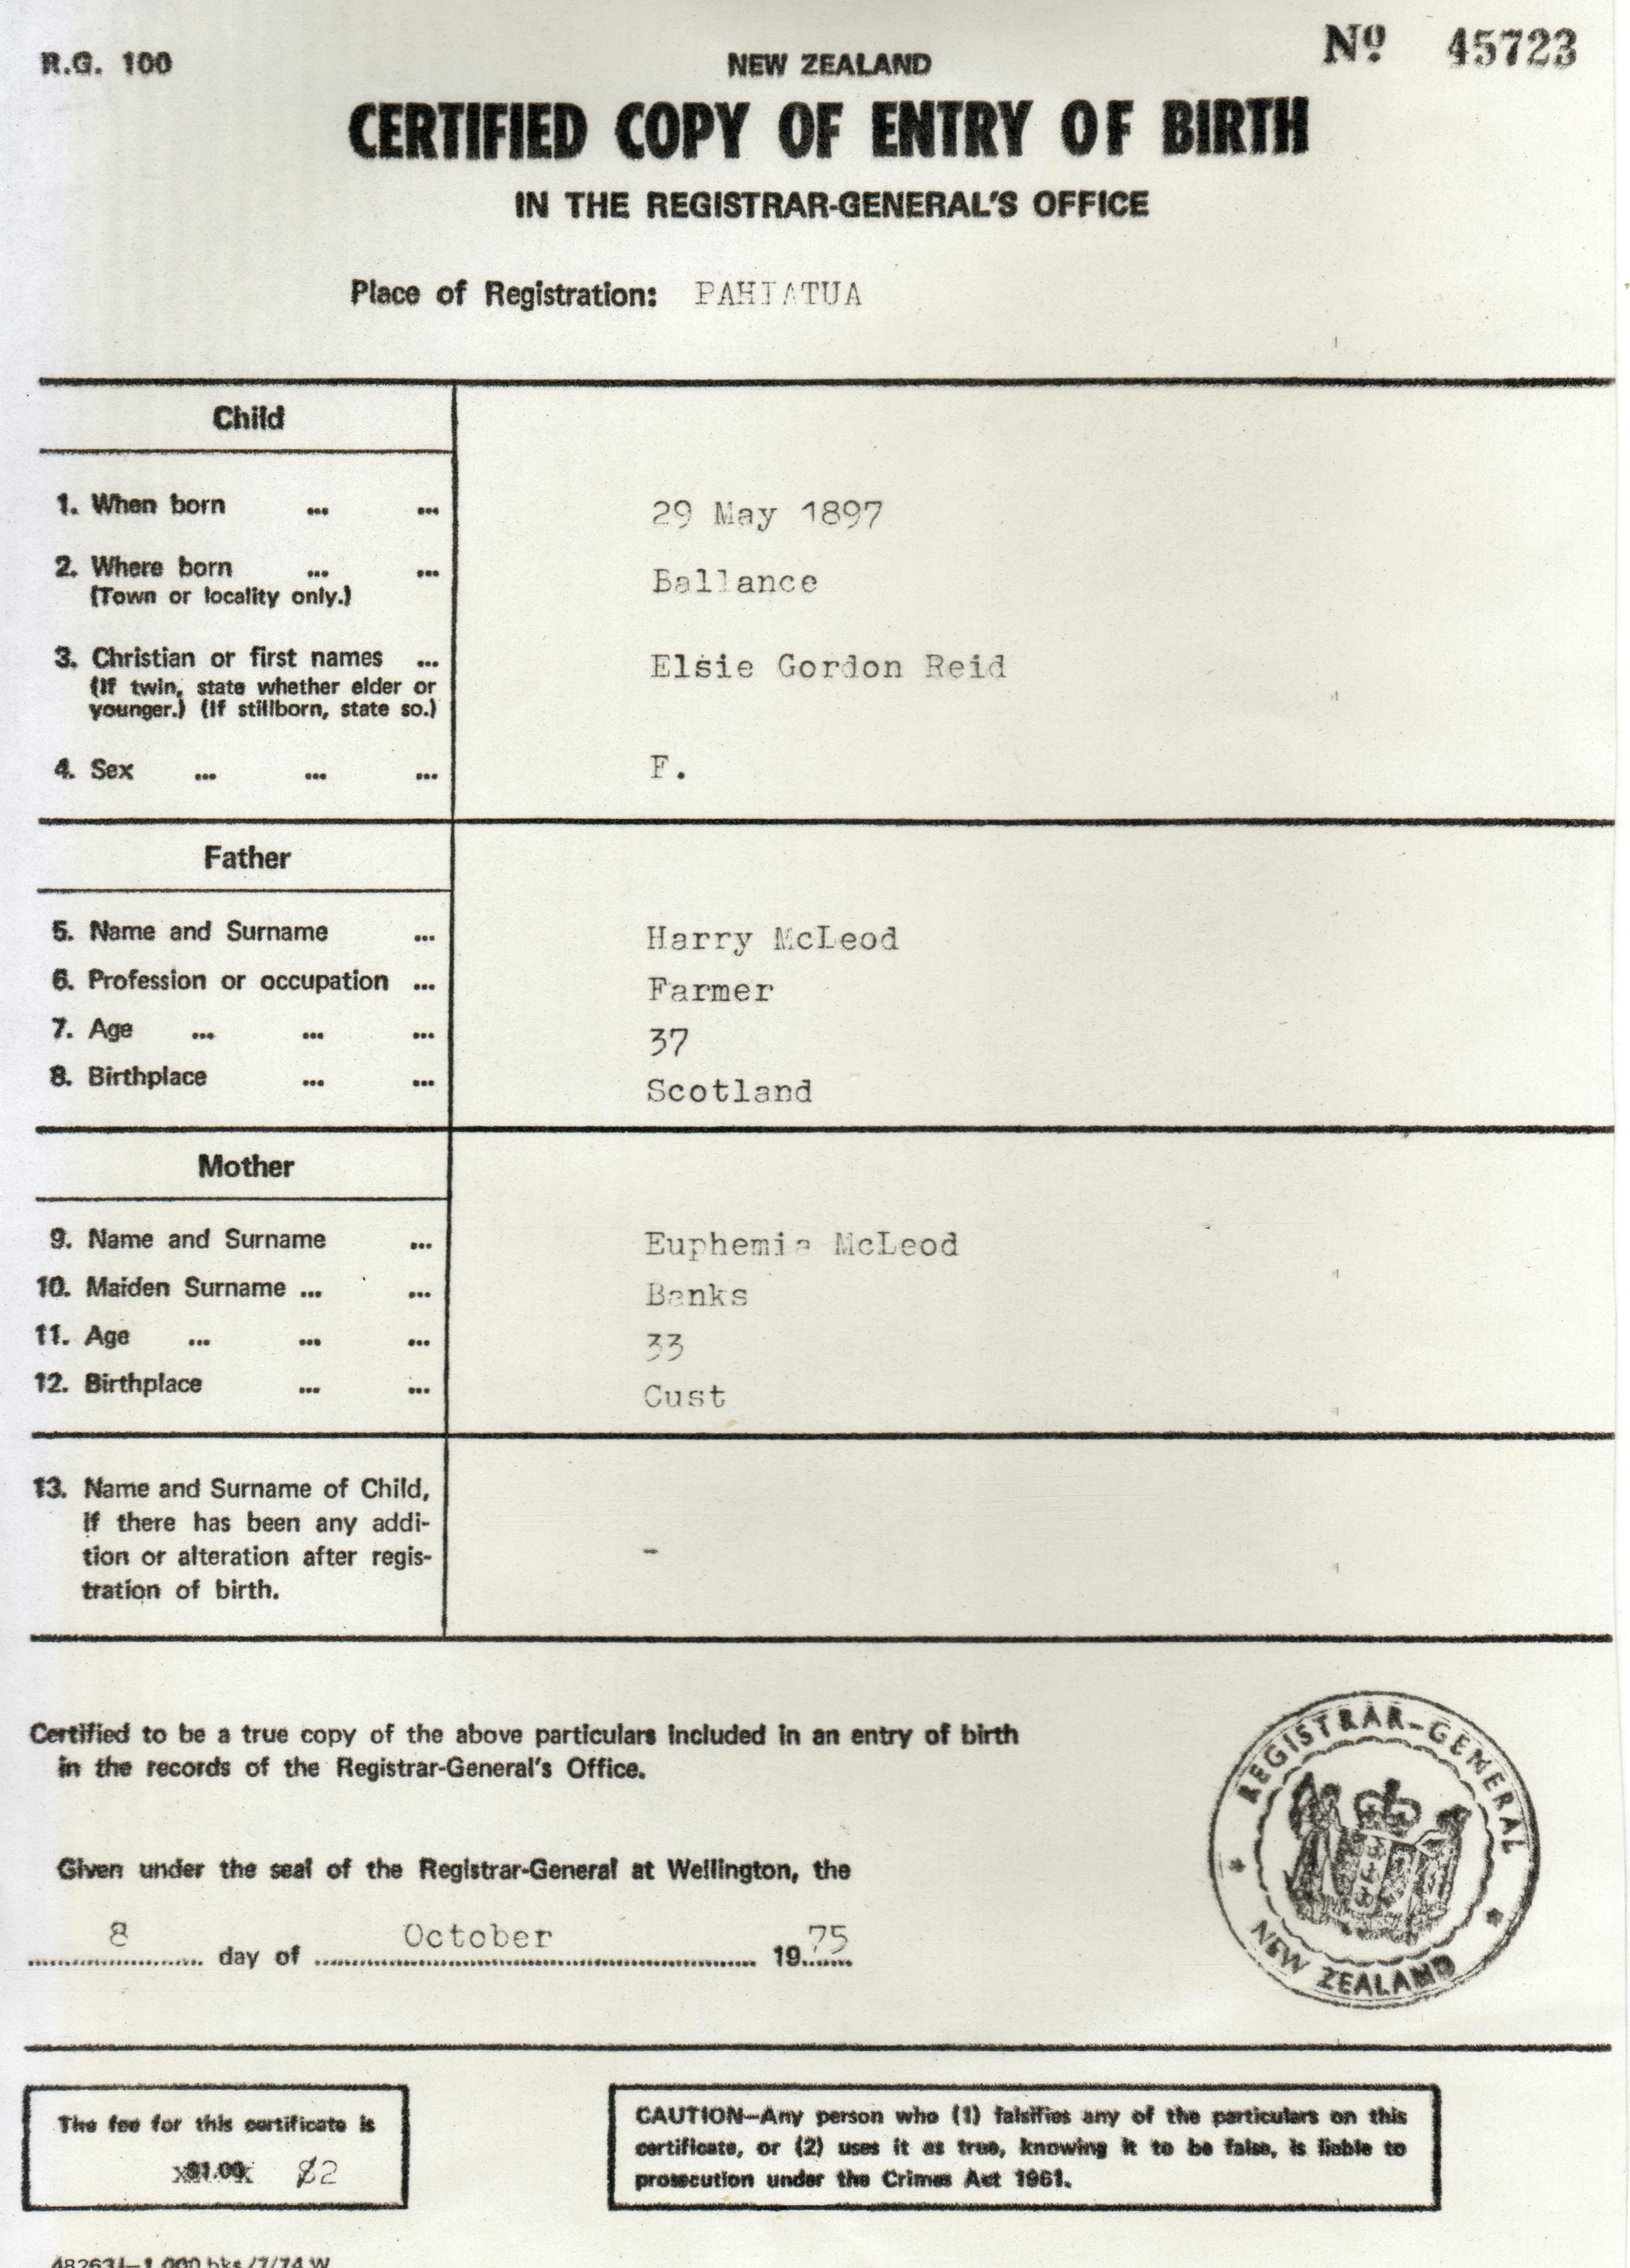 R.G. 100
NEW ZEALAND
Nº 45723
CERTIFIED COPY OF ENTRY OF BIRTH
IN THE REGISTRAR-GENERAL'S OFFICE
Place of Registration: PAHIATUA
Child
1. When born ... ... 29 May 1897
2. Where born ... ... Ballance
(Town or locality only.)
3. Christian or first names ... Elsie Gordon Reid
(If twin, state whether elder or
younger.) (If stillborn, state so.)
4. Sex ... ... ... F.
Father
5. Name and Surname ... Harry McLeod
6. Profession or occupation ... Farmer
7. Age ... ... ... 37
8. Birthplace ... ... Scotland
Mother
9. Name and Surname ... Euphemia McLeod
10. Maiden Surname ... ... Banks
11. Age ... ... ... 33
12. Birthplace ... ... Cust
13. Name and Surname of Child,
if there has been any addi-
tion or alteration after regis-
tration of birth.
-
Certified to be a true copy of the above particulars included in an entry of birth
in the records of the Registrar-General's Office.
REGISTRAR-GENERAL
NEW ZEALAND
Given under the seal of the Registrar-General at Wellington, the
8 day of October 1975
The fee for this certificate is
$1.00 $2
CAUTION—Any person who (1) falsifies any of the particulars on this
certificate, or (2) uses it as true, knowing it to be false, is liable to
prosecution under the Crimes Act 1961.
1,000 bks/7/74 W